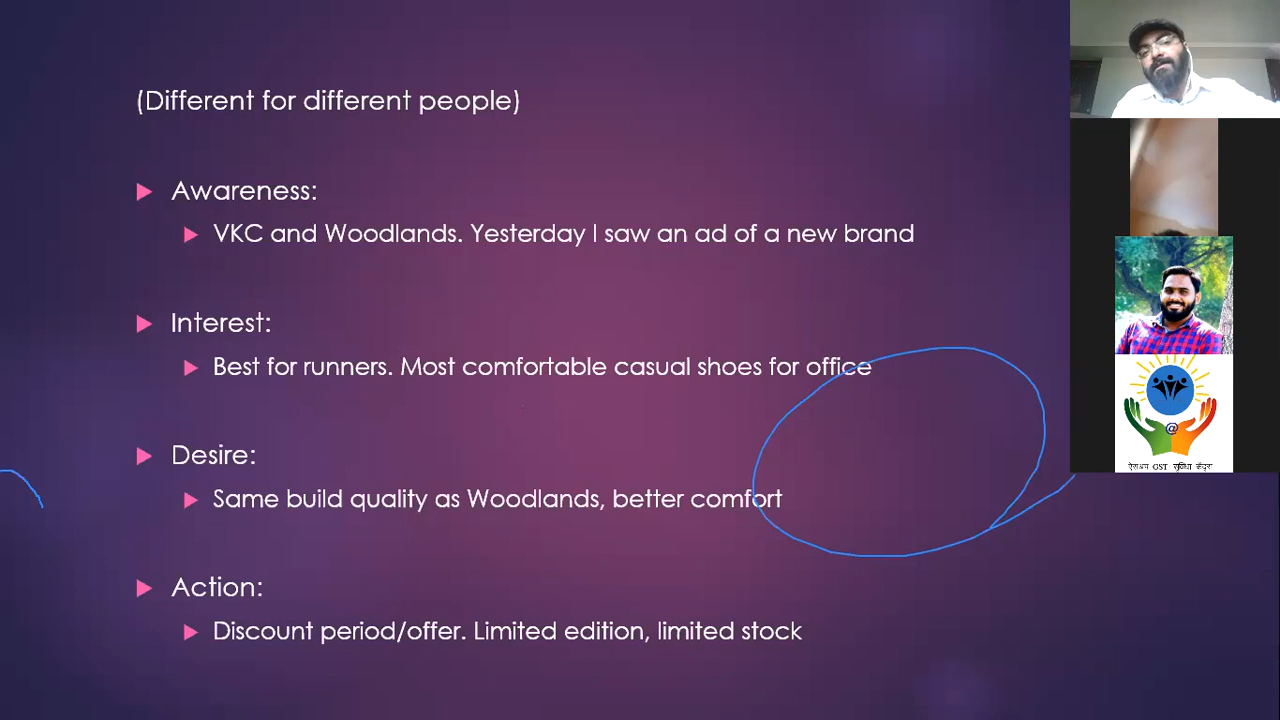 (Different for different people)
Awareness:
VKC and Woodlands. Yesterday I saw an ad of a new brand
Interest:
Best for runners. Most comfortable casual shoes for office
Desire:
Same build quality as Woodlands, better comfort
Action:
Discount period/offer. Limited edition, limited stock
@
GST सुविधा केंद्रा